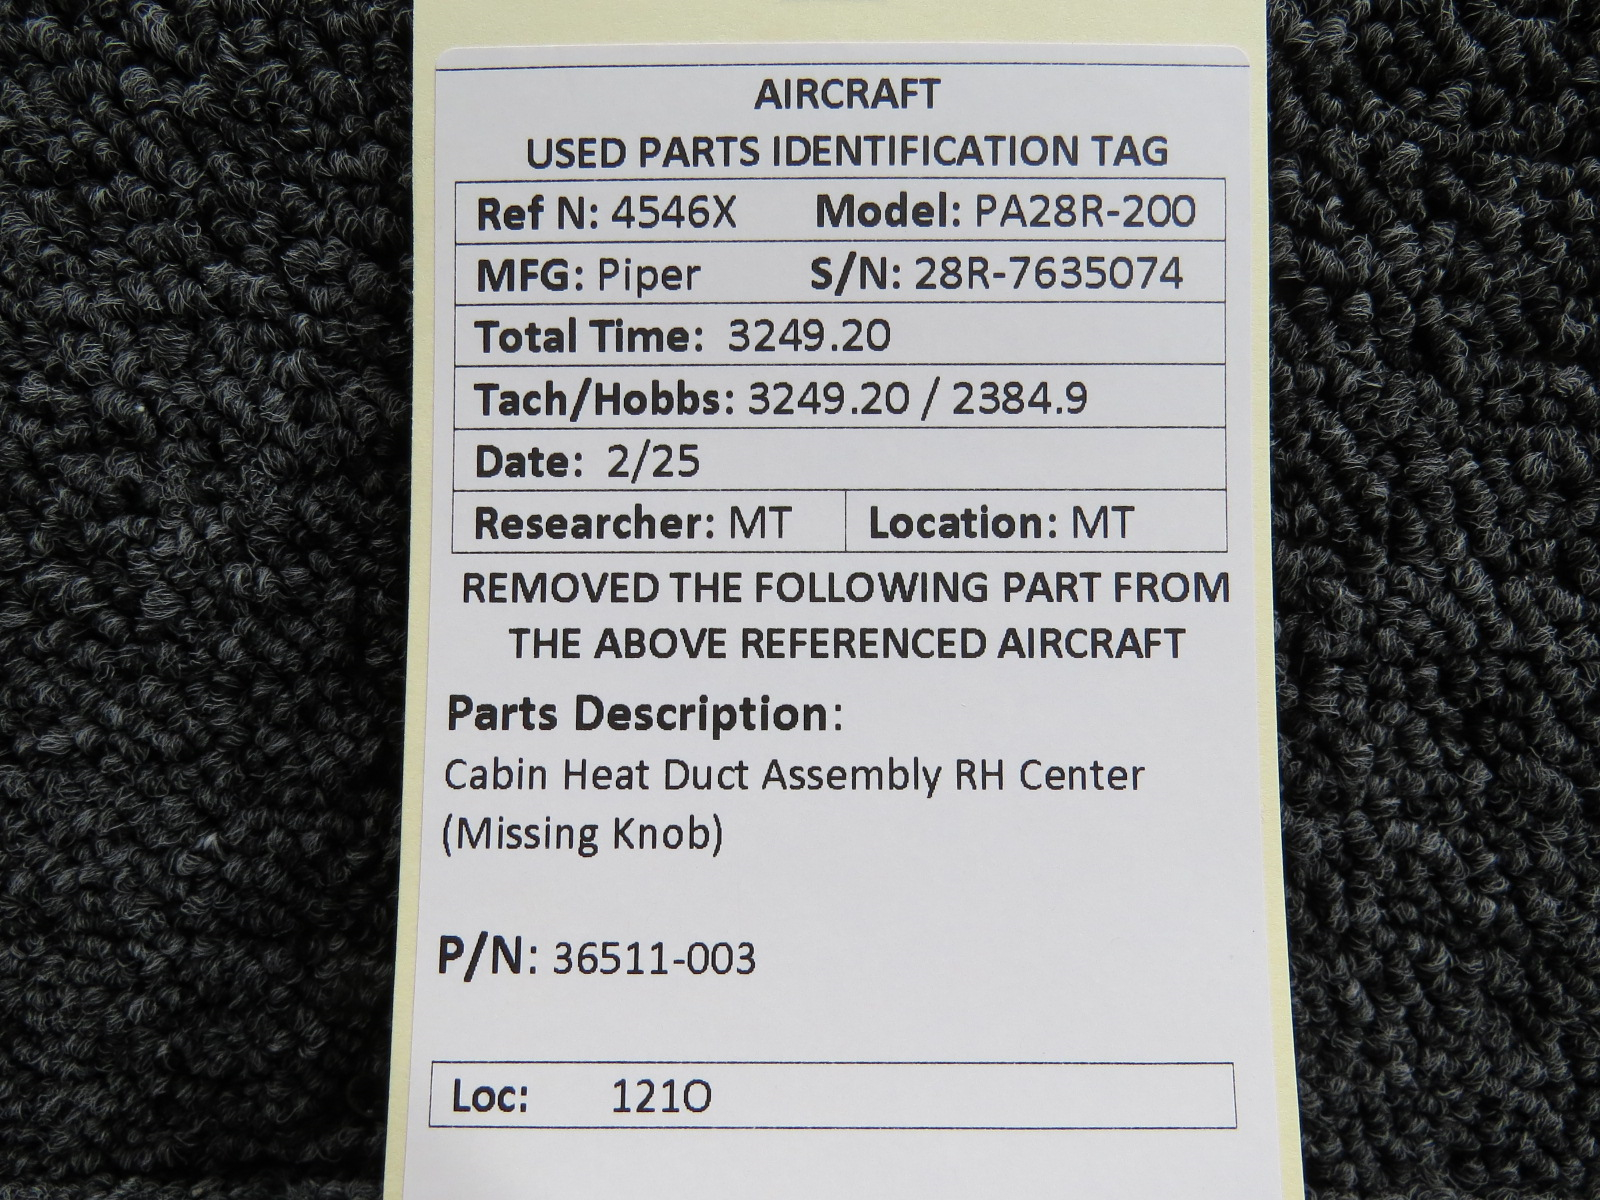 AIRCRAFT
USED PARTS IDENTIFICATION TAG
Ref N: 4546X Model: PA28R-200
MFG: Piper S/N: 28R-7635074
Total Time: 3249.20
Tach/Hobbs: 3249.20 / 2384.9
Date: 2/25
Researcher: MT Location: MT
REMOVED THE FOLLOWING PART FROM
THE ABOVE REFERENCED AIRCRAFT
Parts Description:
Cabin Heat Duct Assembly RH Center
(Missing Knob)
P/N: 36511-003
Loc: 121O